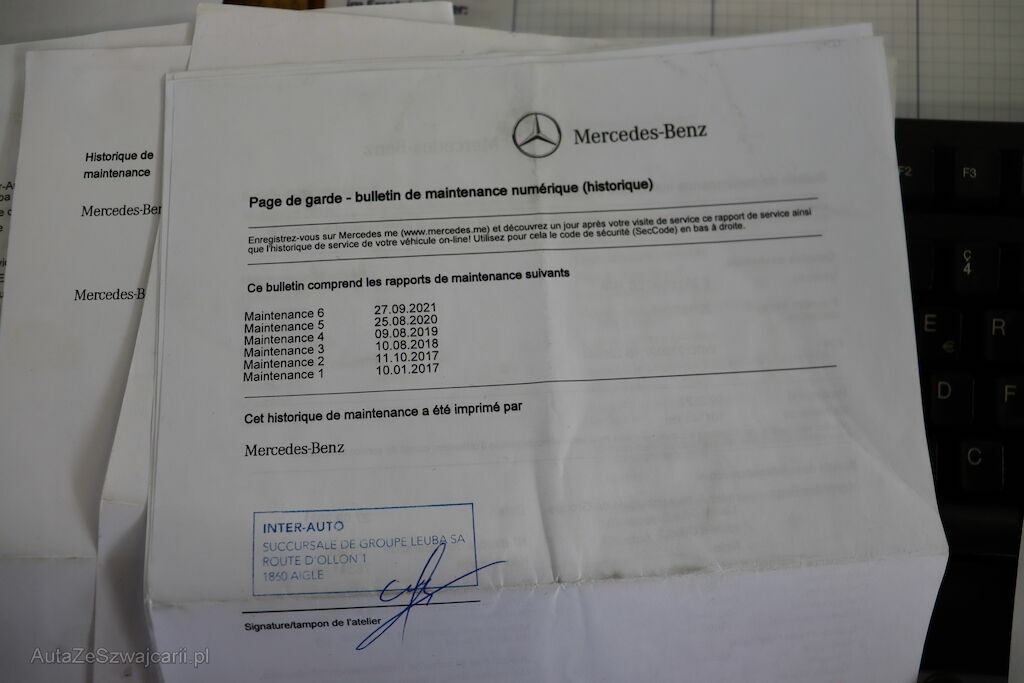 Historique de
maintenance
Mercedes-Ben
Mercedes-B
Mercedes-Benz
Page de garde - bulletin de maintenance numérique (historique)
Enregistrez-vous sur Mercedes me (www.mercedes.me) et découvrez un jour après votre visite de service ce rapport de service ainsi
que l'historique de service de votre véhicule on-line! Utilisez pour cela le code de sécurité (SecCode) en bas à droite.
Ce bulletin comprend les rapports de maintenance suivants
Maintenance 6 27.09.2021
Maintenance 5 25.08.2020
Maintenance 4 09.08.2019
Maintenance 3 10.08.2018
Maintenance 2 11.10.2017
Maintenance 1 10.01.2017
Cet historique de maintenance a été imprimé par
Mercedes-Benz
INTER-AUTO
SUCCURSALE DE GROUPE LEUBA SA
ROUTE D'OLLON 1
1860 AIGLE
Signature/tampon de l'atelier
F2 F3
ç
4
E € R
D F
C
AutaZeSzwajcarii.pl